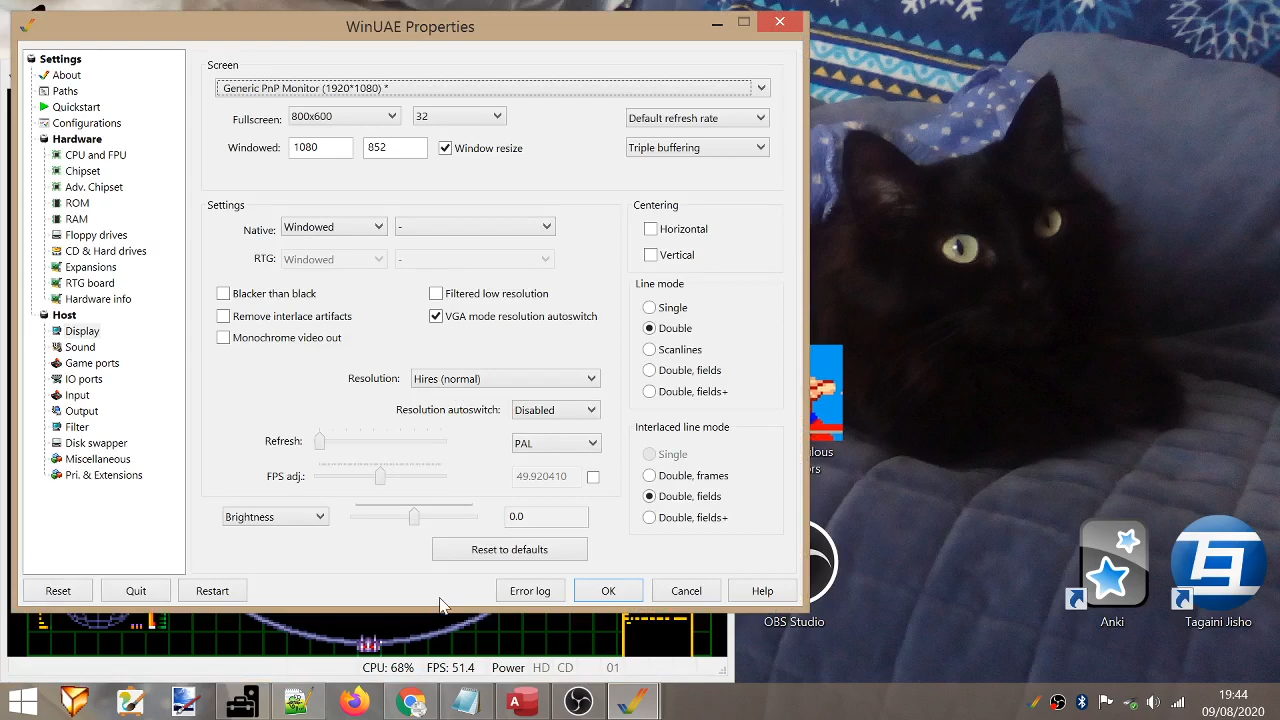 WinUAE Properties
Settings
About
Paths
Quickstart
Configurations
Hardware
CPU and FPU
Chipset
Adv. Chipset
ROM
RAM
Floppy drives
CD & Hard drives
Expansions
RTG board
Hardware info
Host
Display
Sound
Game ports
IO ports
Input
Output
Filter
Disk swapper
Miscellaneous
Pri. & Extensions
Screen
Generic PnP Monitor (1920*1080) *
Fullscreen: 800x600 32 Default refresh rate
Windowed: 1080 852 Window resize Triple buffering
Settings
Native: Windowed -
RTG: Windowed -
Blacker than black Filtered low resolution
Remove interlace artifacts VGA mode resolution autoswitch
Monochrome video out
Resolution: Hires (normal)
Resolution autoswitch: Disabled
Refresh: PAL
FPS adj.: 49.920410
Brightness 0.0
Reset to defaults
Centering
Horizontal
Vertical
Line mode
Single
Double
Scanlines
Double, fields
Double, fields+
Interlaced line mode
Single
Double, frames
Double, fields
Double, fields+
Reset Quit Restart Error log OK Cancel Help
CPU: 68% FPS: 51.4 Power HD CD 01
OBS Studio
Anki
Tagaini Jisho
19:44
09/08/2020